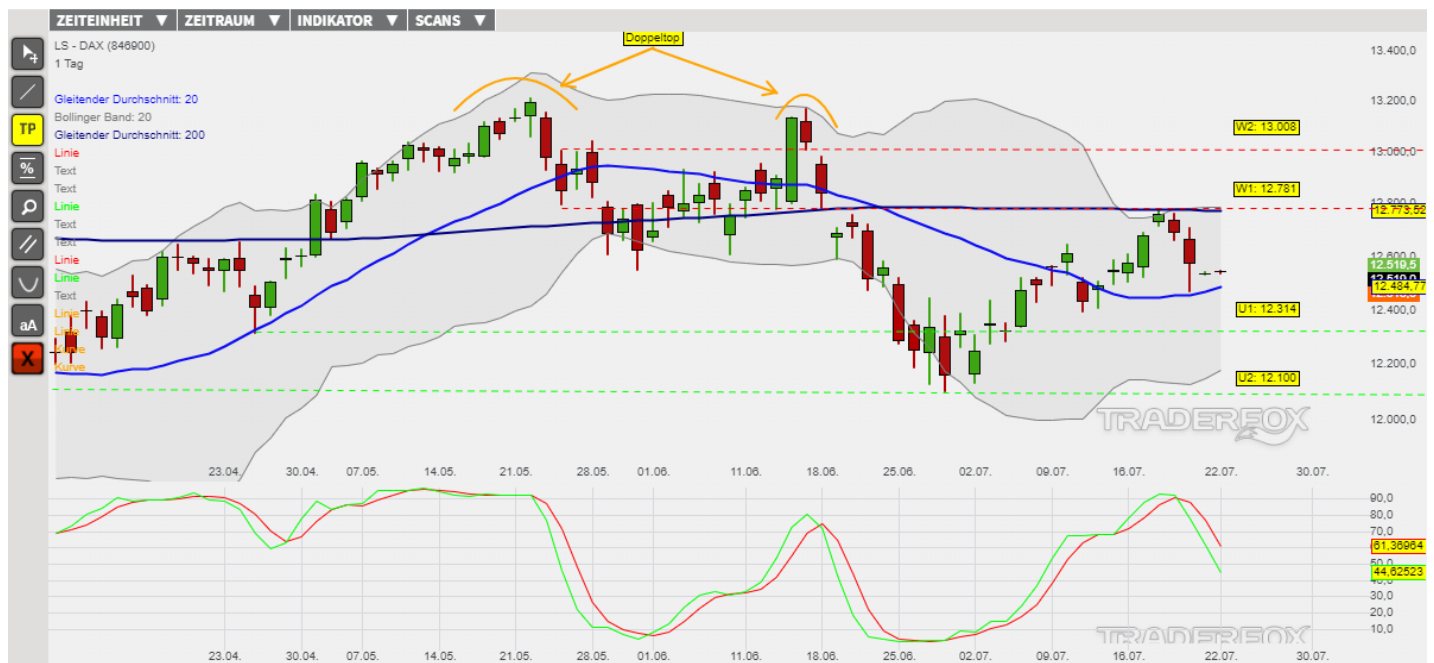 ZEITEINHEIT ▼ ZEITRAUM ▼ INDIKATOR ▼ SCANS ▼
LS - DAX (846900)
1 Tag
Gleitender Durchschnitt: 20
Bollinger Band: 20
Gleitender Durchschnitt: 200
Linie
Text
Text
Linie
Text
Text
Text
Linie
Linie
Text
Linie
Linie
Kurve
Kurve
TP
%
aA
X
Doppeltop
W2: 13.008
W1: 12.781
U1: 12.314
U2: 12.100
13.400,0
13.200,0
13.000,0
12.800,0
12.773,52
12.600,0
12.519,5
12.519,0
12.484,77
12.400,0
12.200,0
12.000,0
TRADERFOX
23.04. 30.04. 07.05. 14.05. 21.05. 28.05. 01.06. 11.06. 18.06. 25.06. 02.07. 09.07. 16.07. 22.07. 30.07.
90,0
80,0
70,0
61,36964
50,0
44,62523
40,0
30,0
20,0
10,0
TRADERFOX
23.04. 30.04. 07.05. 14.05. 21.05. 28.05. 01.06. 11.06. 18.06. 25.06. 02.07. 09.07. 16.07. 22.07. 30.07.